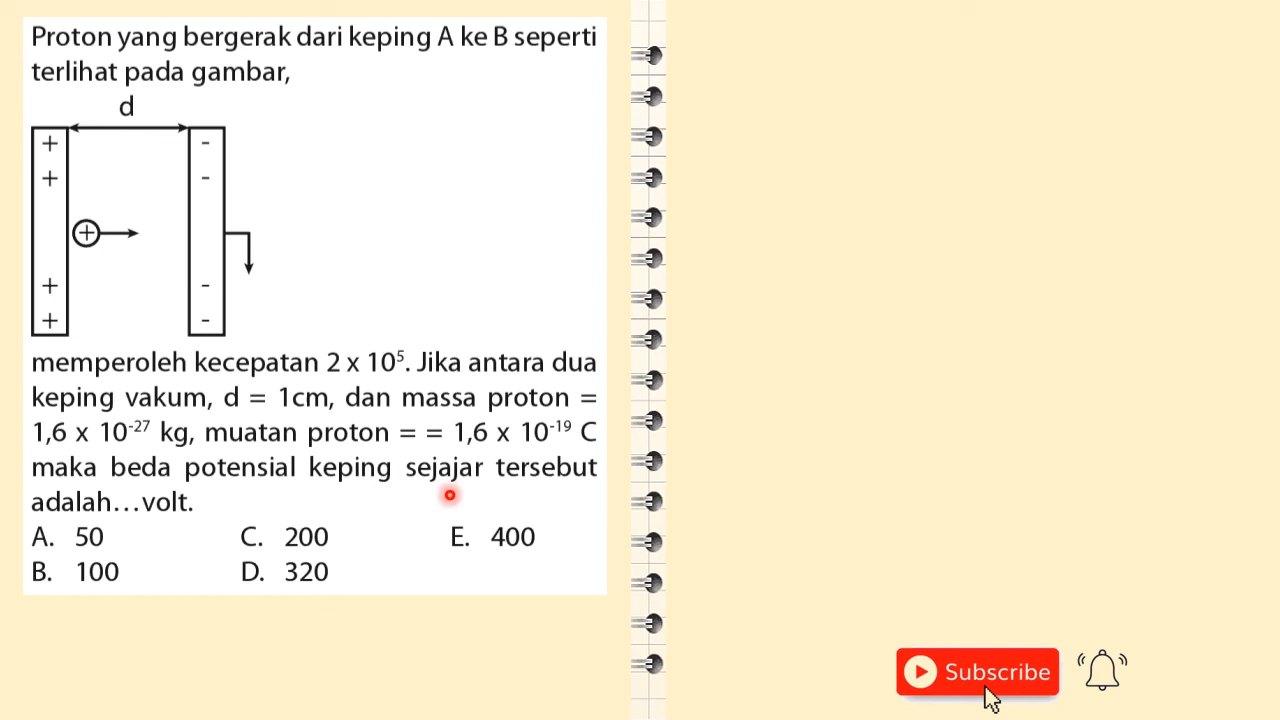 Proton yang bergerak dari keping A ke B seperti
terlihat pada gambar,
d
+ -
+ -
+
+ -
+ -
memperoleh kecepatan 2 x 10⁵. Jika antara dua
keping vakum, d = 1cm, dan massa proton =
1,6 x 10⁻²⁷ kg, muatan proton = = 1,6 x 10⁻¹⁹ C
maka beda potensial keping sejajar tersebut
adalah...volt.
A. 50 C. 200 E. 400
B. 100 D. 320
Subscribe